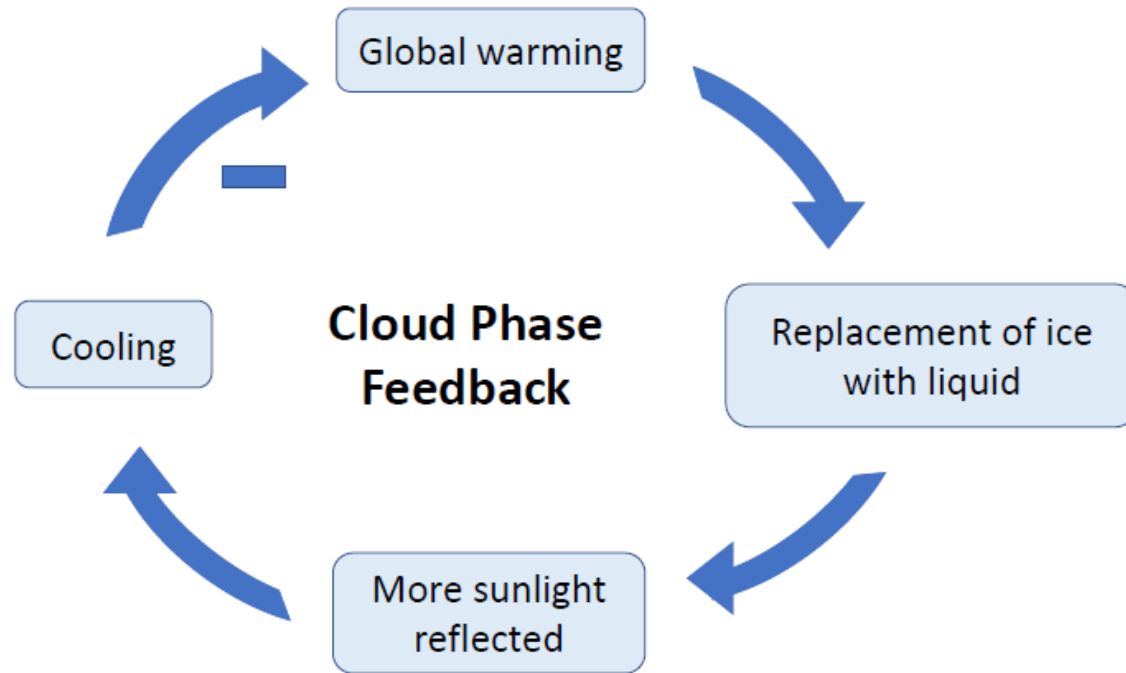 Global warming
Replacement of ice
with liquid
More sunlight
reflected
Cooling
Cloud Phase
Feedback